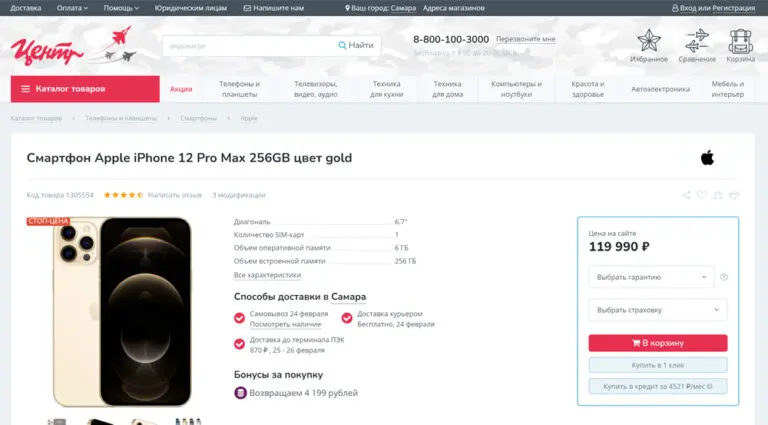 Доставка Оплата Помощь Юридическим лицам Напишите нам Ваш город: Самара Адреса магазинов Вход или Регистрация
Центр
водонагре
Найти
8-800-100-3000 Перезвоните мне
Бесплатно, с 8:00 до 20:00 МСК
Избранное Сравнение Корзина
Каталог товаров
Акции
Телефоны и планшеты
Телевизоры, видео, аудио
Техника для кухни
Техника для дома
Компьютеры и ноутбуки
Красота и здоровье
Автоэлектроника
Мебель и интерьер
Каталог товаров Телефоны и планшеты Смартфоны Apple
Смартфон Apple iPhone 12 Pro Max 256GB цвет gold
Код товара 1305554 Написать отзыв 3 модификации
СТОП-ЦЕНА
Диагональ 6.7"
Количество SIM-карт 1
Объем оперативной памяти 6 ГБ
Объем встроенной памяти 256 ГБ
Все характеристики
Способы доставки в Самара
Самовывоз 24 февраля
Посмотреть наличие
Доставка курьером
Бесплатно, 24 февраля
Доставка до терминала ПЭК
870 ₽ , 25 - 26 февраля
Бонусы за покупку
Возвращаем 4 199 рублей
Цена на сайте
119 990 ₽
Выбрать гарантию
Выбрать страховку
В корзину
Купить в 1 клик
Купить в кредит за 4521 ₽/мес